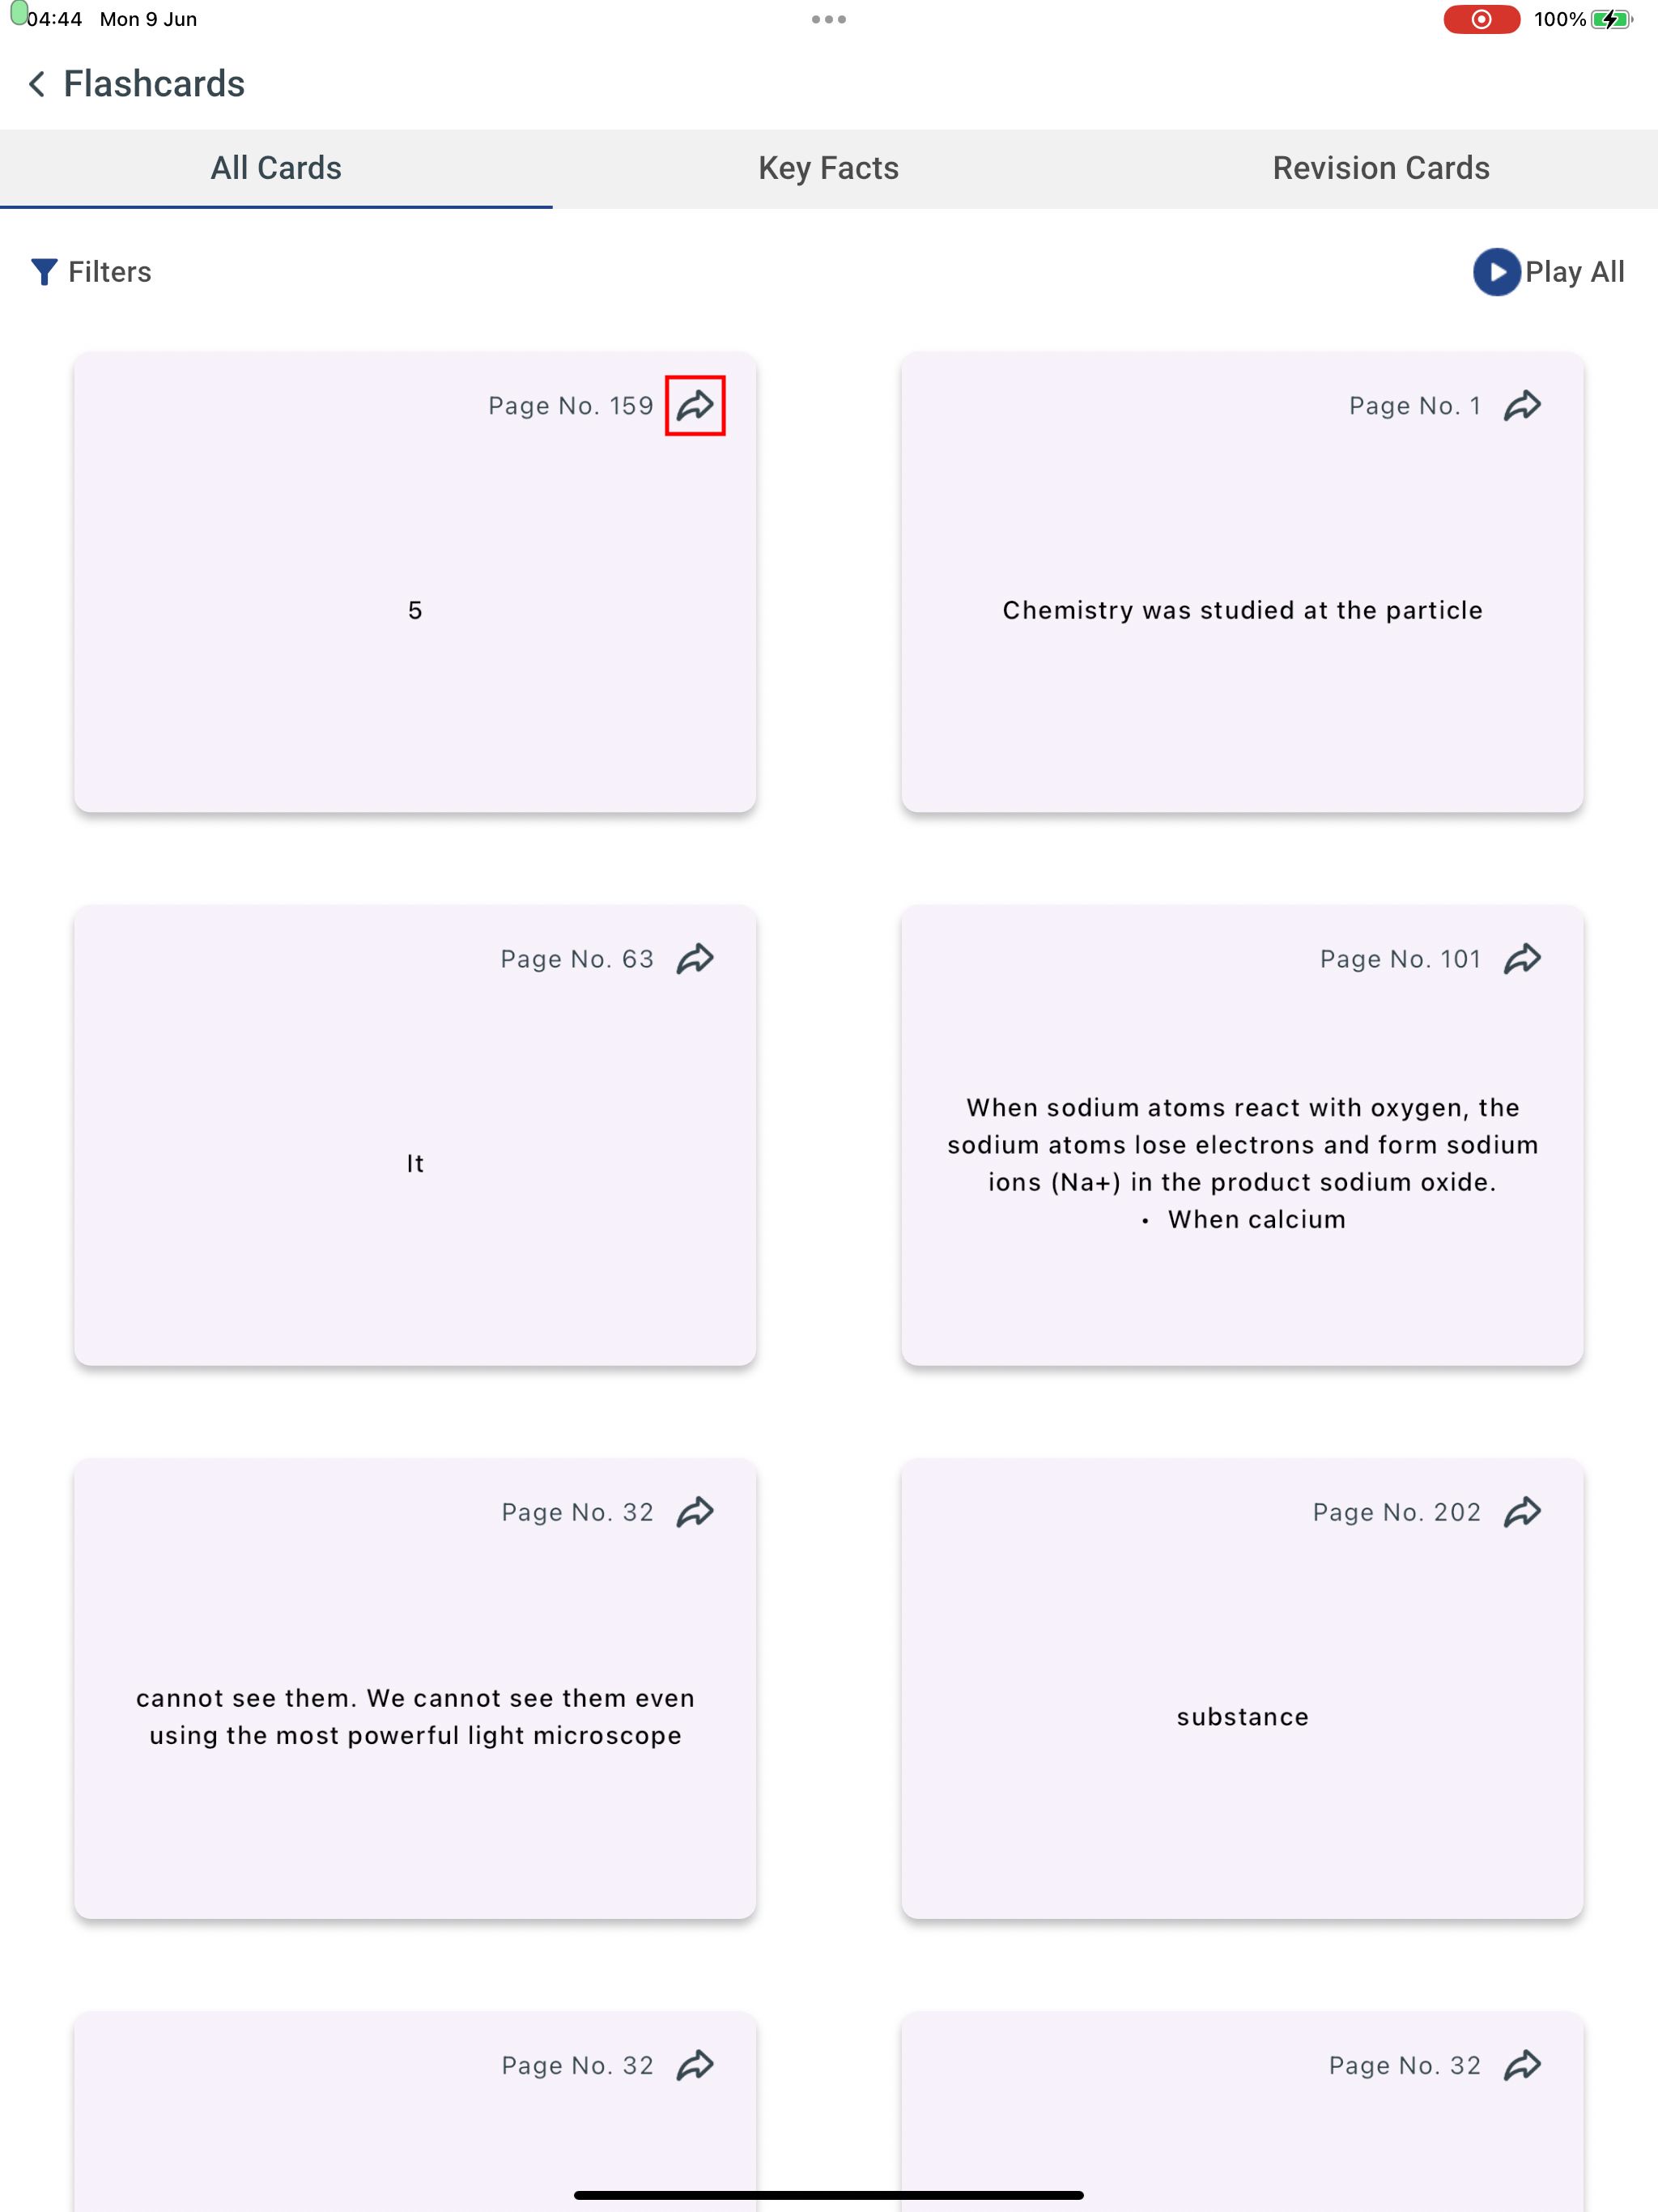 04:44 Mon 9 Jun
100%
Flashcards
All Cards
Key Facts
Revision Cards
Filters
Play All
Page No. 159
5
Page No. 1
Chemistry was studied at the particle
Page No. 63
It
Page No. 101
When sodium atoms react with oxygen, the
sodium atoms lose electrons and form sodium
ions (Na+) in the product sodium oxide.
• When calcium
Page No. 32
cannot see them. We cannot see them even
using the most powerful light microscope
Page No. 202
substance
Page No. 32
Page No. 32